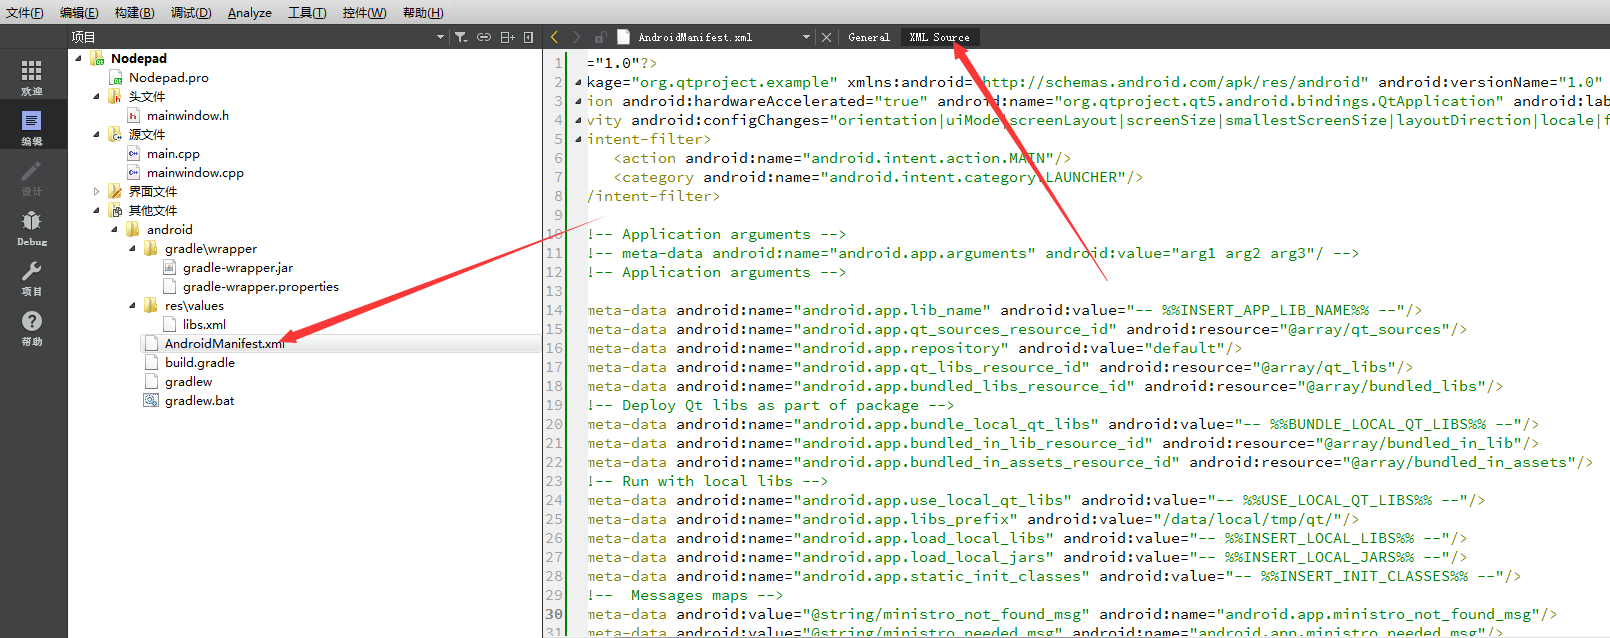 文件(F) 编辑(E) 构建(B) 调试(D) Analyze 工具(T) 控件(W) 帮助(H)
项目
AndroidManifest.xml General XML Source
欢迎
编辑
设计
Debug
项目
帮助
Nodepad
Nodepad.pro
头文件
mainwindow.h
源文件
main.cpp
mainwindow.cpp
界面文件
其他文件
android
gradle\wrapper
gradle-wrapper.jar
gradle-wrapper.properties
res\values
libs.xml
AndroidManifest.xml
build.gradle
gradlew
gradlew.bat
1 ="1.0"?>
2 kage="org.qtproject.example" xmlns:android="http://schemas.android.com/apk/res/android" android:versionName="1.0"
3 ion android:hardwareAccelerated="true" android:name="org.qtproject.qt5.android.bindings.QtApplication" android:lab
4 vity android:configChanges="orientation|uiMode|screenLayout|screenSize|smallestScreenSize|layoutDirection|locale|f
5 intent-filter>
6 <action android:name="android.intent.action.MAIN"/>
7 <category android:name="android.intent.category.LAUNCHER"/>
8 /intent-filter>
9
10 !-- Application arguments -->
11 !-- meta-data android:name="android.app.arguments" android:value="arg1 arg2 arg3"/ -->
12 !-- Application arguments -->
13
14 meta-data android:name="android.app.lib_name" android:value="-- %%INSERT_APP_LIB_NAME%% --"/>
15 meta-data android:name="android.app.qt_sources_resource_id" android:resource="@array/qt_sources"/>
16 meta-data android:name="android.app.repository" android:value="default"/>
17 meta-data android:name="android.app.qt_libs_resource_id" android:resource="@array/qt_libs"/>
18 meta-data android:name="android.app.bundled_libs_resource_id" android:resource="@array/bundled_libs"/>
19 !-- Deploy Qt libs as part of package -->
20 meta-data android:name="android.app.bundle_local_qt_libs" android:value="-- %%BUNDLE_LOCAL_QT_LIBS%% --"/>
21 meta-data android:name="android.app.bundled_in_lib_resource_id" android:resource="@array/bundled_in_lib"/>
22 meta-data android:name="android.app.bundled_in_assets_resource_id" android:resource="@array/bundled_in_assets"/>
23 !-- Run with local libs -->
24 meta-data android:name="android.app.use_local_qt_libs" android:value="-- %%USE_LOCAL_QT_LIBS%% --"/>
25 meta-data android:name="android.app.libs_prefix" android:value="/data/local/tmp/qt/"/>
26 meta-data android:name="android.app.load_local_libs" android:value="-- %%INSERT_LOCAL_LIBS%% --"/>
27 meta-data android:name="android.app.load_local_jars" android:value="-- %%INSERT_LOCAL_JARS%% --"/>
28 meta-data android:name="android.app.static_init_classes" android:value="-- %%INSERT_INIT_CLASSES%% --"/>
29 !-- Messages maps -->
30 meta-data android:value="@string/ministro_not_found_msg" android:name="android.app.ministro_not_found_msg"/>
31 meta-data android:value="@string/ministro_needed_msg" android:name="android.app.ministro_needed_msg"/>